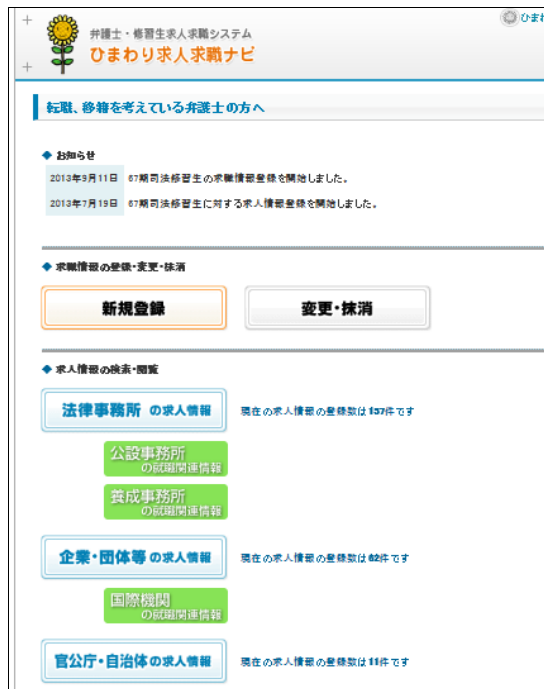 ひまわ
弁護士・修習生求人求職システム
ひまわり求人求職ナビ
転職、移籍を考えている弁護士の方へ
◆ お知らせ
2013年9月11日 67期司法修習生の求職情報登録を開始しました。
2013年7月19日 67期司法修習生に対する求人情報登録を開始しました。
◆ 求職情報の登録・変更・抹消
新規登録 変更・抹消
◆ 求人情報の検索・閲覧
法律事務所 の求人情報 現在の求人情報の登録数は157件です
公設事務所
の就職関連情報
養成事務所
の就職関連情報
企業・団体等 の求人情報 現在の求人情報の登録数は62件です
国際機関
の就職関連情報
官公庁・自治体の求人情報 現在の求人情報の登録数は11件です